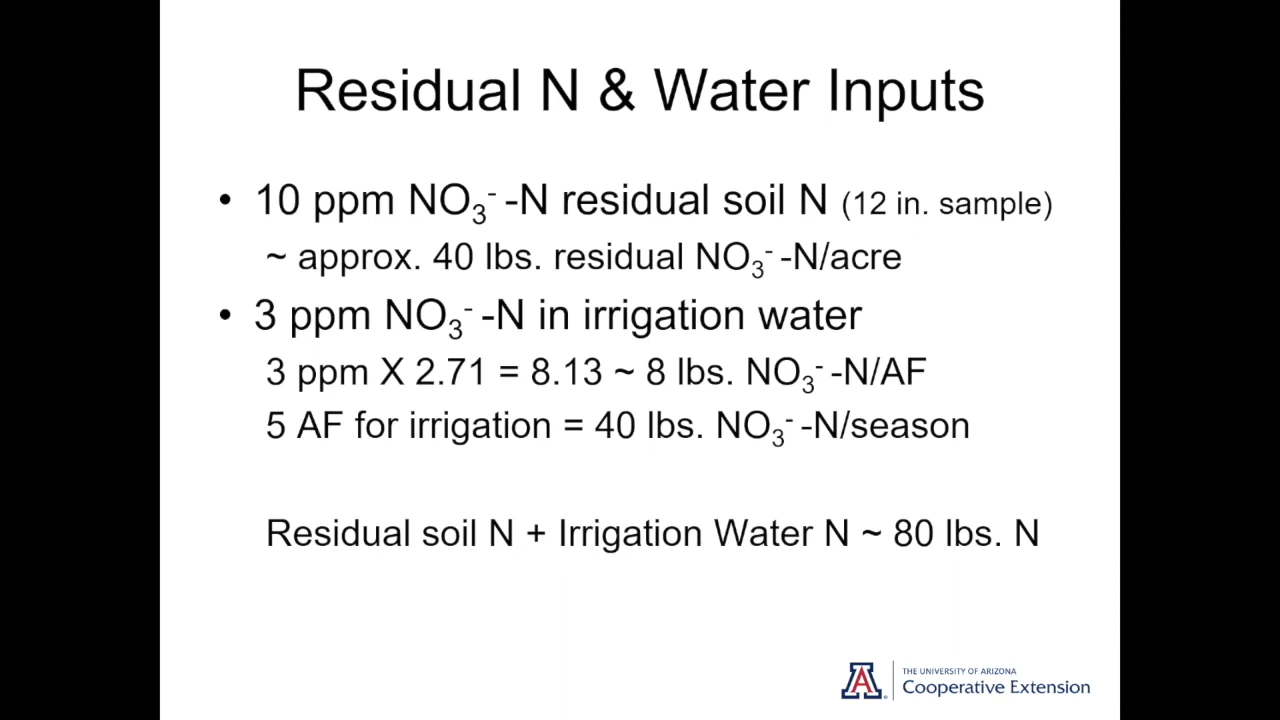 Residual N & Water Inputs
• 10 ppm NO₃⁻ -N residual soil N (12 in. sample)
~ approx. 40 lbs. residual NO₃⁻ -N/acre
• 3 ppm NO₃⁻ -N in irrigation water
3 ppm X 2.71 = 8.13 ~ 8 lbs. NO₃⁻ -N/AF
5 AF for irrigation = 40 lbs. NO₃⁻ -N/season
Residual soil N + Irrigation Water N ~ 80 lbs. N
A
THE UNIVERSITY OF ARIZONA
Cooperative Extension